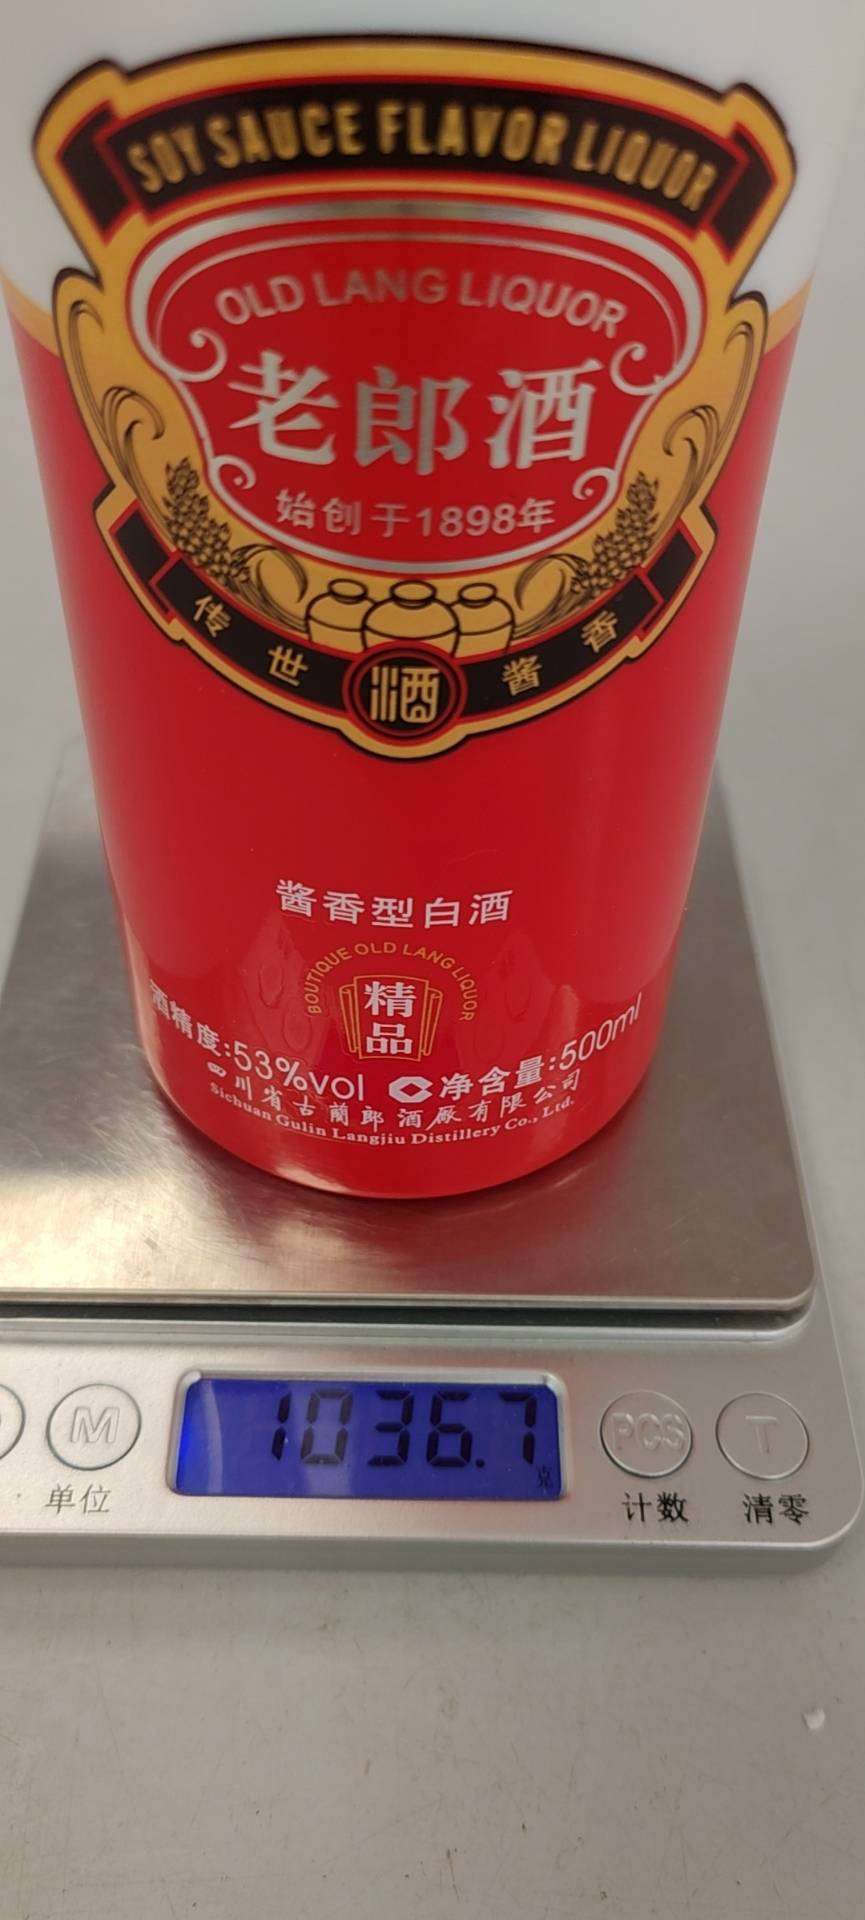 SOY SAUCE FLAVOR LIQUOR
OLD LANG LIQUOR
老郎酒
始创于1898年
传世 酒 酱香
酱香型白酒
BOUTIQUE OLD LANG LIQUOR
精品
酒精度:53%vol 净含量:500ml
四川省古蘭郎酒厰有限公司
Sichuan Gulin Langjiu Distillery Co., Ltd.
1036.7
克
M PCS T
单位 计数 清零